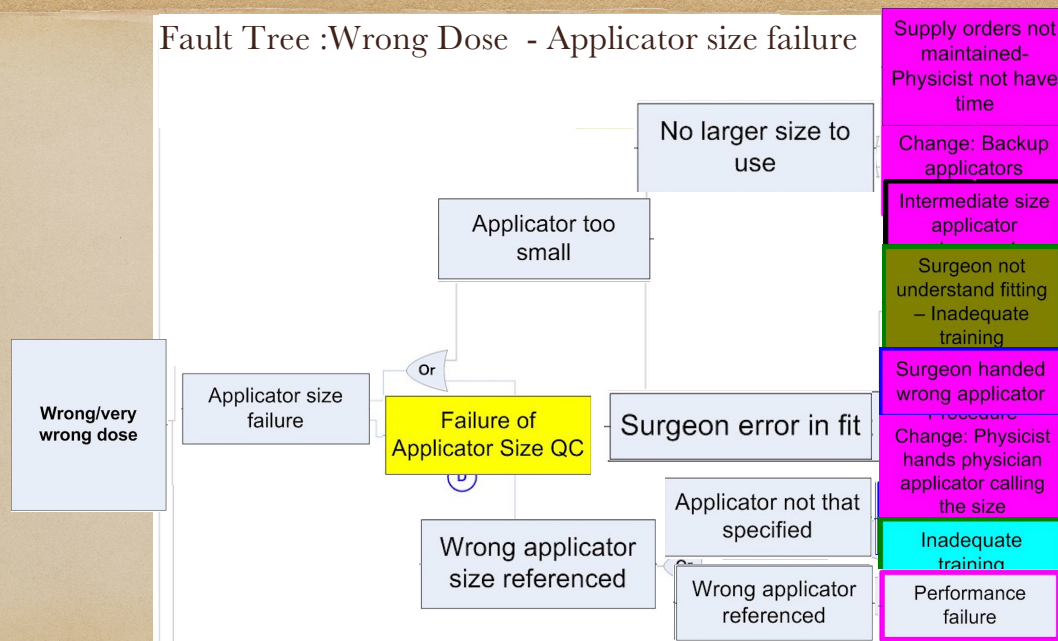 Fault Tree :Wrong Dose - Applicator size failure
Supply orders not
maintained-
Physicist not have
time
No larger size to
use
Change: Backup
applicators
Intermediate size
applicator
Applicator too
small
Surgeon not
understand fitting
– Inadequate
training
Or
Wrong/very
wrong dose
Applicator size
failure
Failure of
Applicator Size QC
Surgeon error in fit
Surgeon handed
wrong applicator
Procedure
Change: Physicist
hands physician
applicator calling
the size
D
Applicator not that
specified
Wrong applicator
size referenced
Inadequate
training
Or
Wrong applicator
referenced
Performance
failure